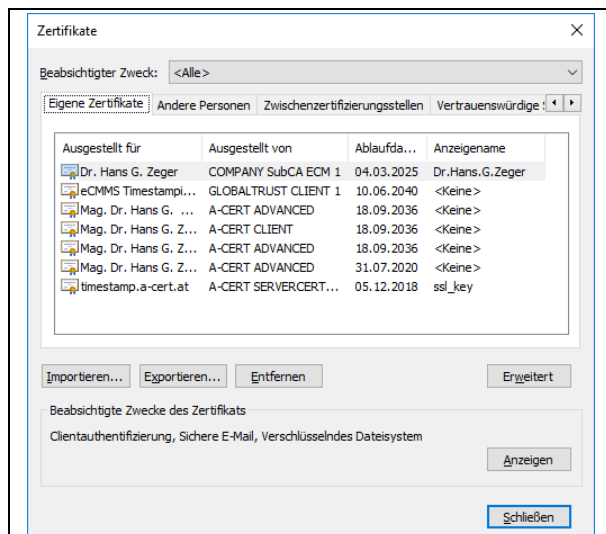 Zertifikate
Beabsichtigter Zweck: <Alle>
Eigene Zertifikate Andere Personen Zwischenzertifizierungsstellen Vertrauenswürdige
Ausgestellt für Ausgestellt von Ablaufda... Anzeigename
Dr. Hans G. Zeger COMPANY SubCA ECM 1 04.03.2025 Dr.Hans.G.Zeger
eCMMS Timestampi... GLOBALTRUST CLIENT 1 10.06.2040 <Keine>
Mag. Dr. Hans G. ... A-CERT ADVANCED 18.09.2036 <Keine>
Mag. Dr. Hans G. Z... A-CERT CLIENT 18.09.2036 <Keine>
Mag. Dr. Hans G. Z... A-CERT ADVANCED 18.09.2036 <Keine>
Mag. Dr. Hans G. Z... A-CERT ADVANCED 31.07.2020 <Keine>
timestamp.a-cert.at A-CERT SERVERCERT... 05.12.2018 ssl_key
Importieren... Exportieren... Entfernen Erweitert
Beabsichtigte Zwecke des Zertifikats
Clientauthentifizierung, Sichere E-Mail, Verschlüsselndes Dateisystem
Anzeigen
Schließen